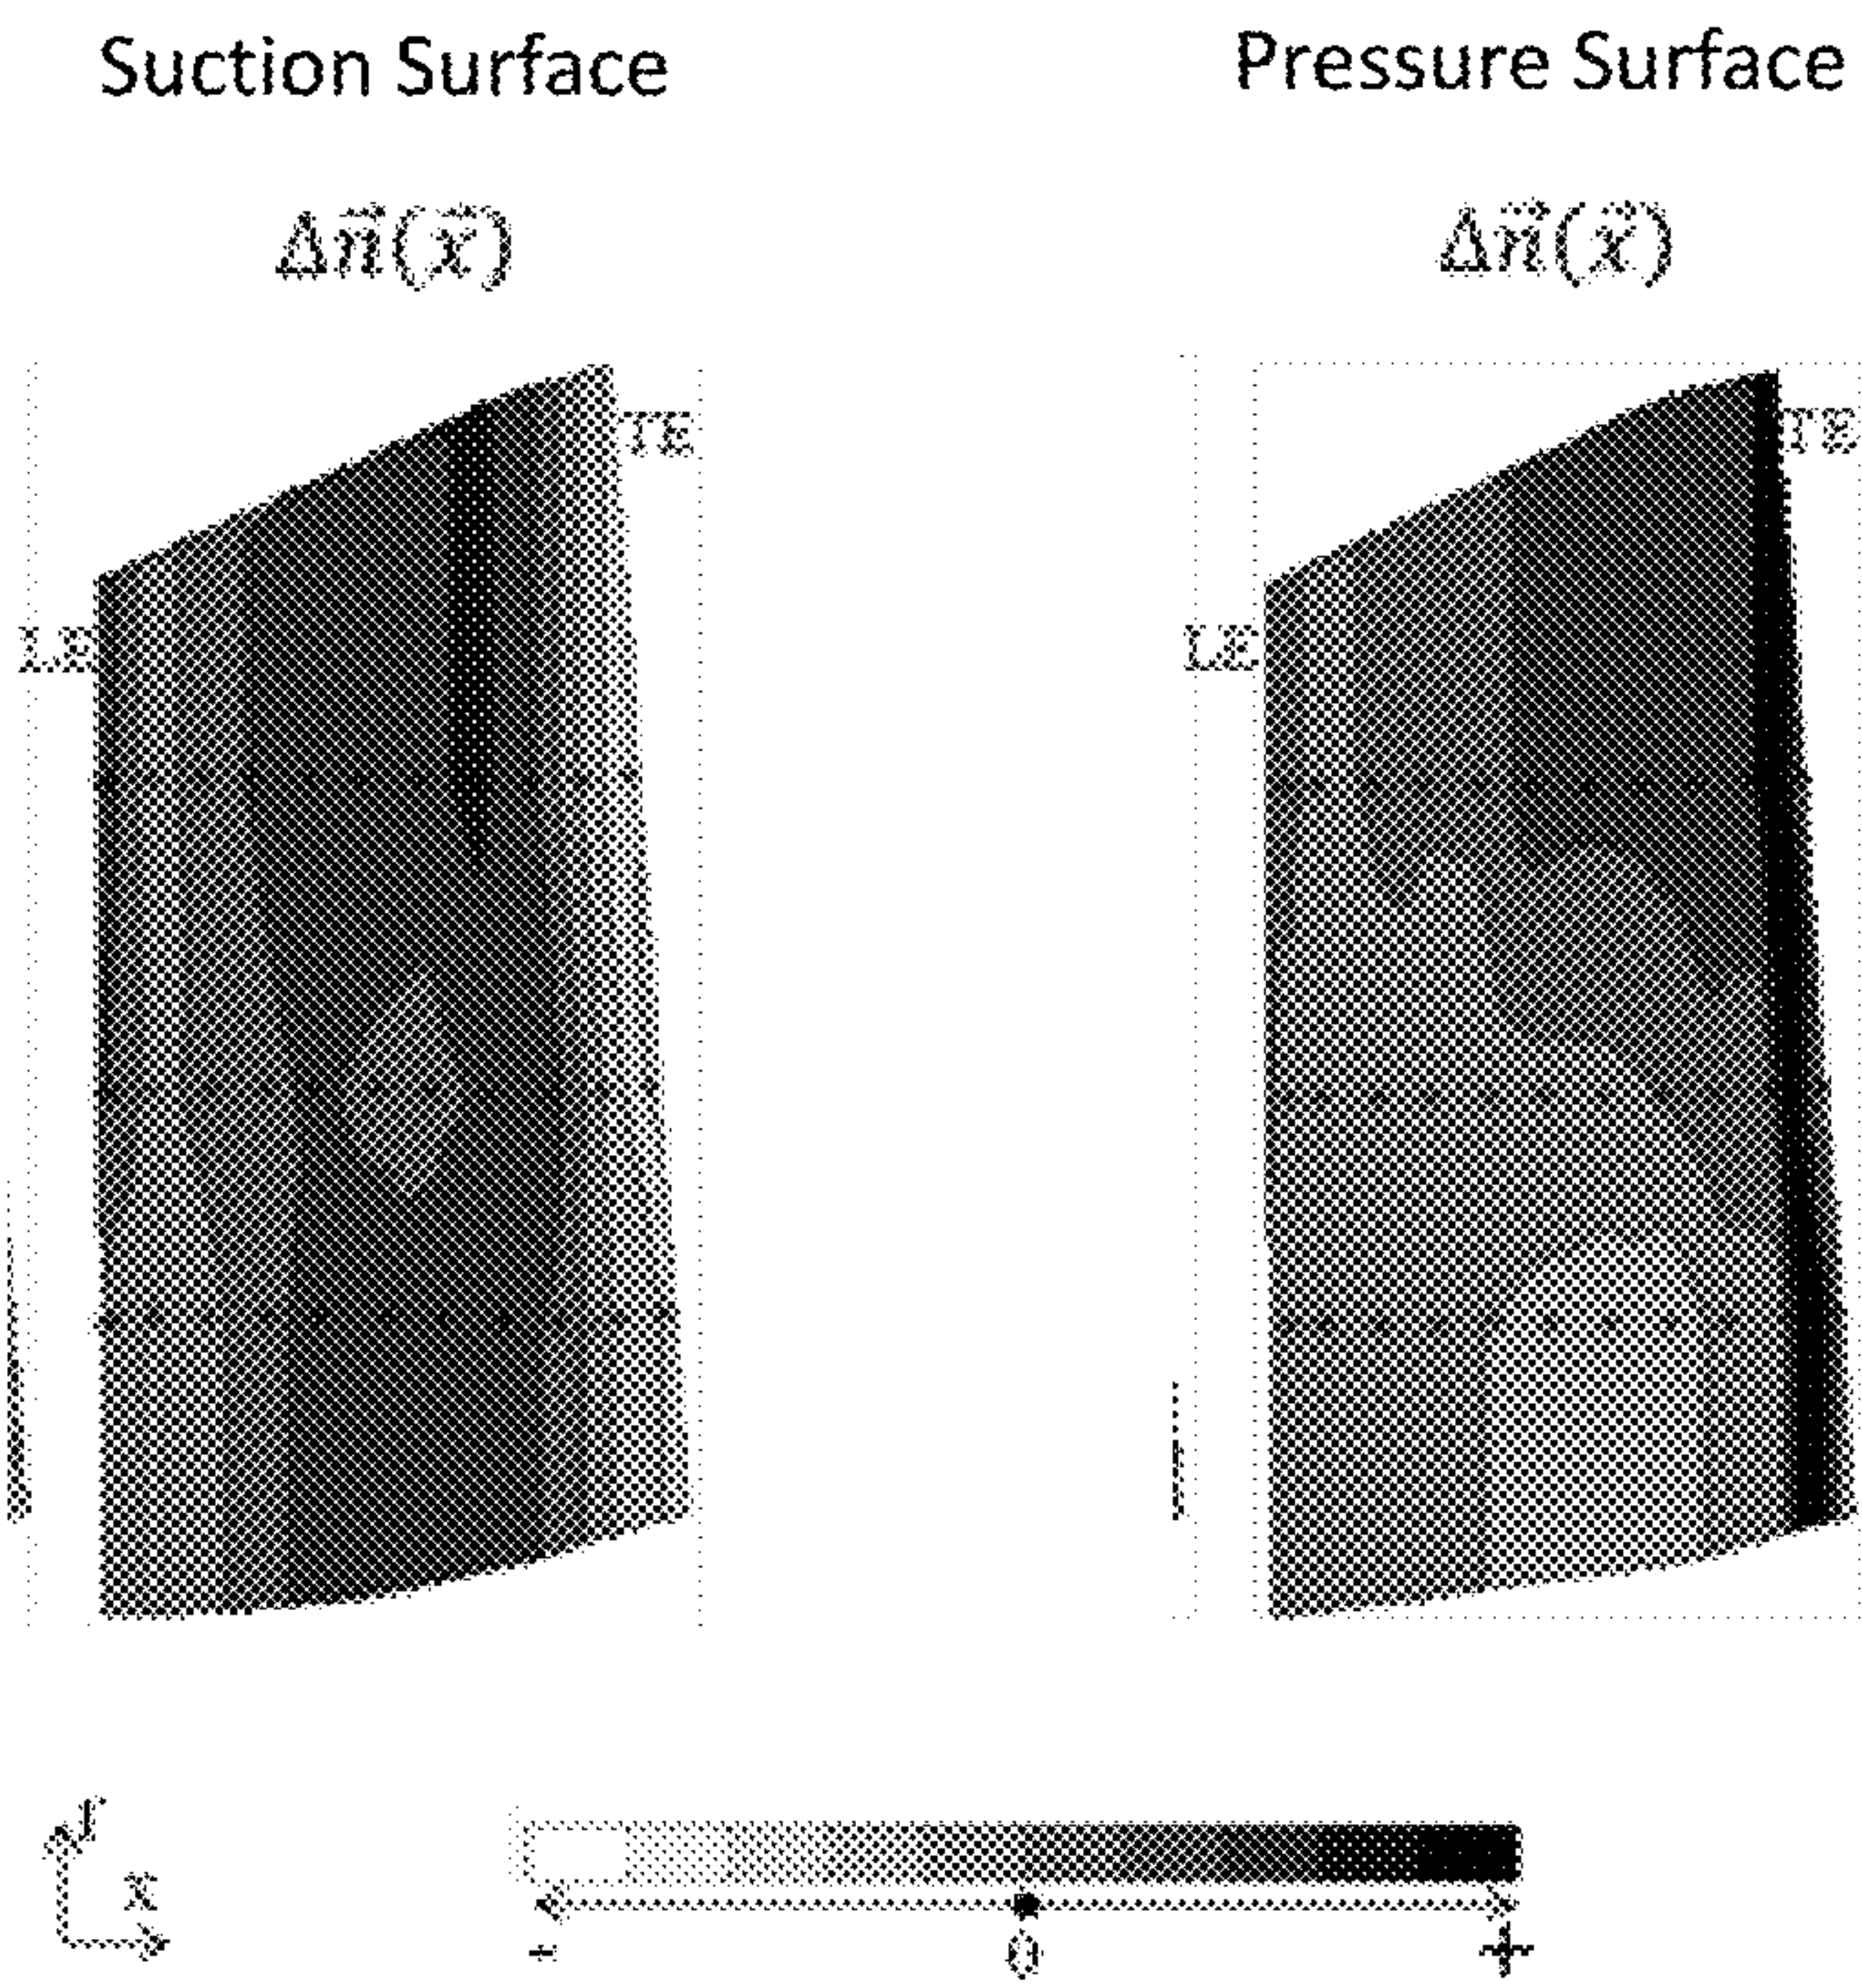 Suction Surface
Pressure Surface
Δn⃗(x⃗)
Δn⃗(x⃗)
TE
TE
LE
LE
r
x
-
0
+